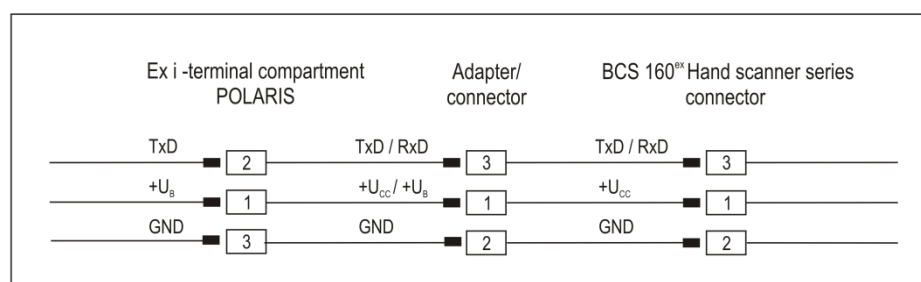 Ex i -terminal compartment
POLARIS
Adapter/
connector
BCS 160ex Hand scanner series
connector
TxD 2 TxD / RxD 3 TxD / RxD 3
+UB 1 +UCC / +UB 1 +UCC 1
GND 3 GND 2 GND 2